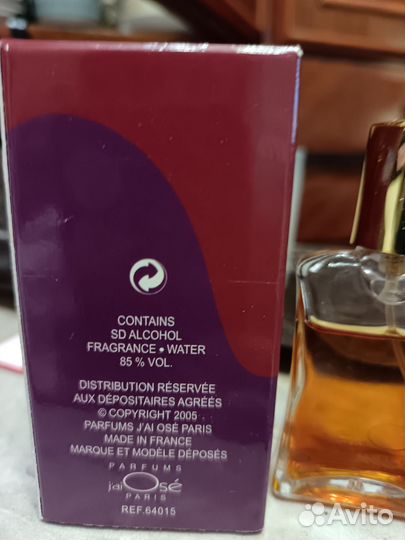 CONTAINS
SD ALCOHOL
FRAGRANCE • WATER
85 % VOL.
DISTRIBUTION RÉSERVÉE
AUX DÉPOSITAIRES AGRÉÉS
© COPYRIGHT 2005
PARFUMS J'AI OSÉ PARIS
MADE IN FRANCE
MARQUE ET MODÈLE DÉPOSÉS
PARFUMS
j'ai Osé
PARIS
REF.64015
Avito